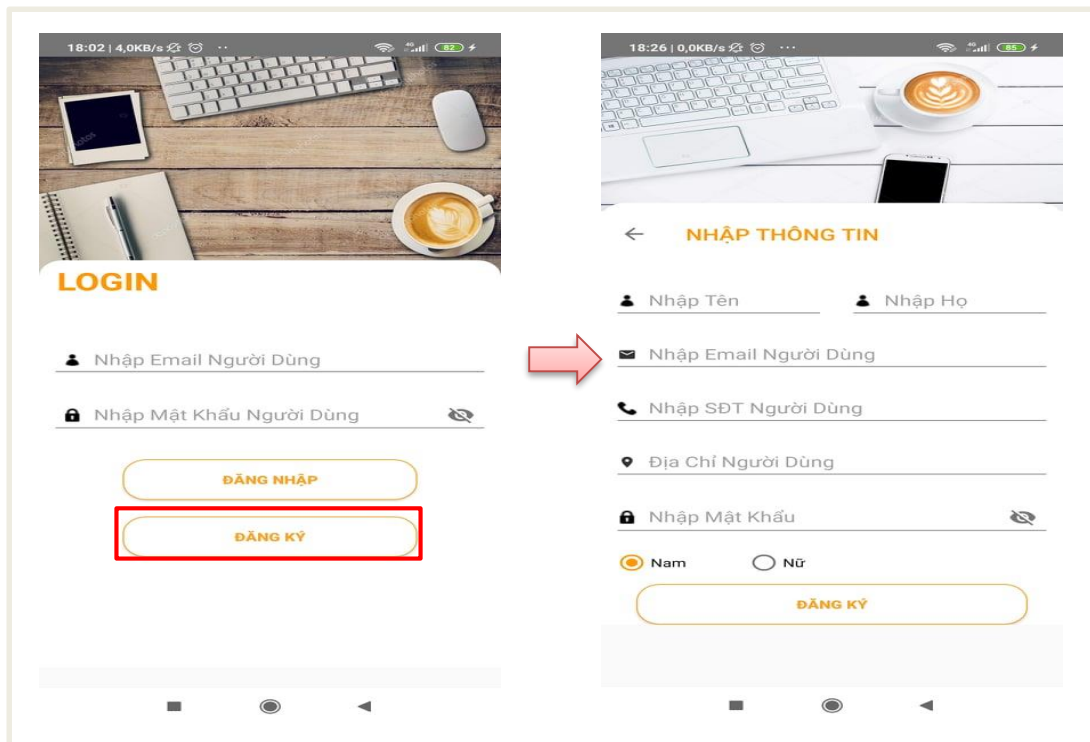 18:02 | 4,0KB/s
82
LOGIN
Nhập Email Người Dùng
Nhập Mật Khẩu Người Dùng
ĐĂNG NHẬP
ĐĂNG KÝ
18:26 | 0,0KB/s
85
NHẬP THÔNG TIN
Nhập Tên Nhập Họ
Nhập Email Người Dùng
Nhập SĐT Người Dùng
Địa Chỉ Người Dùng
Nhập Mật Khẩu
Nam Nữ
ĐĂNG KÝ